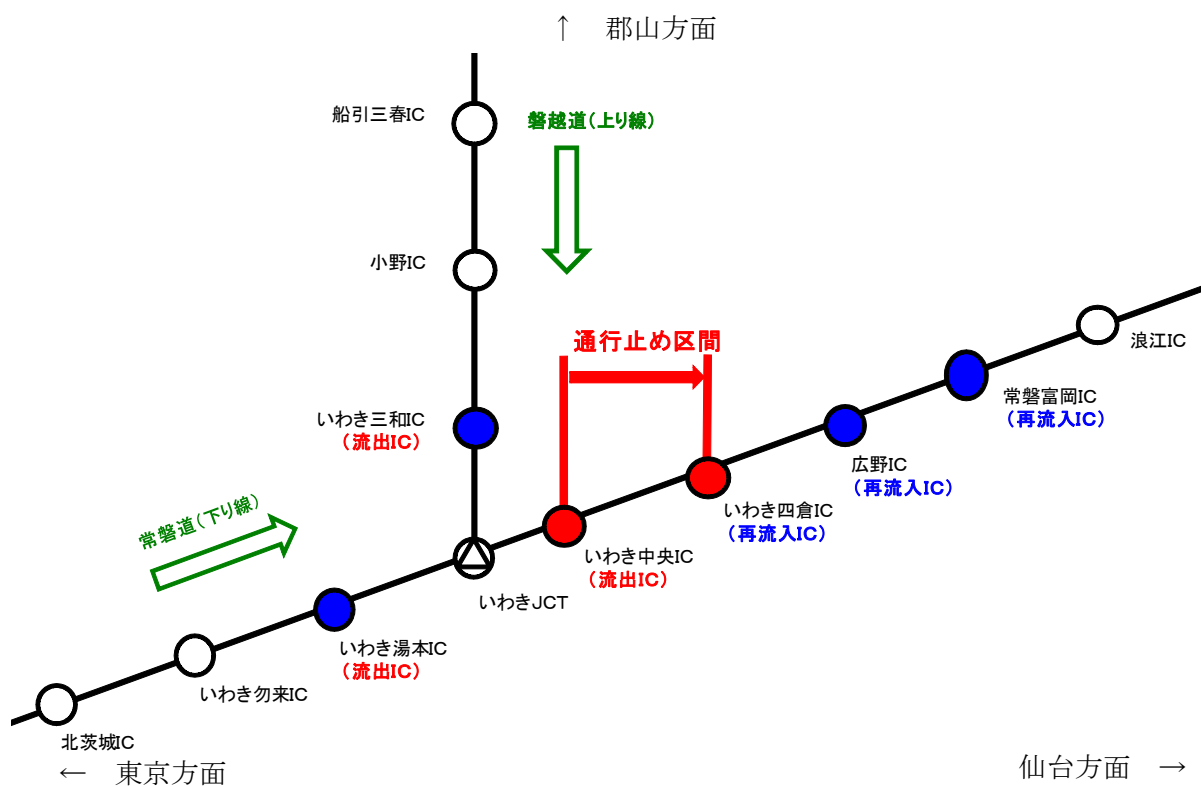 ↑ 郡山方面
船引三春IC
磐越道(上り線)
小野IC
通行止め区間
浪江IC
常磐富岡IC
(再流入IC)
いわき三和IC
(流出IC)
広野IC
(再流入IC)
いわき四倉IC
(再流入IC)
常磐道(下り線)
いわき中央IC
(流出IC)
いわきJCT
いわき湯本IC
(流出IC)
いわき勿来IC
北茨城IC
← 東京方面
仙台方面 →